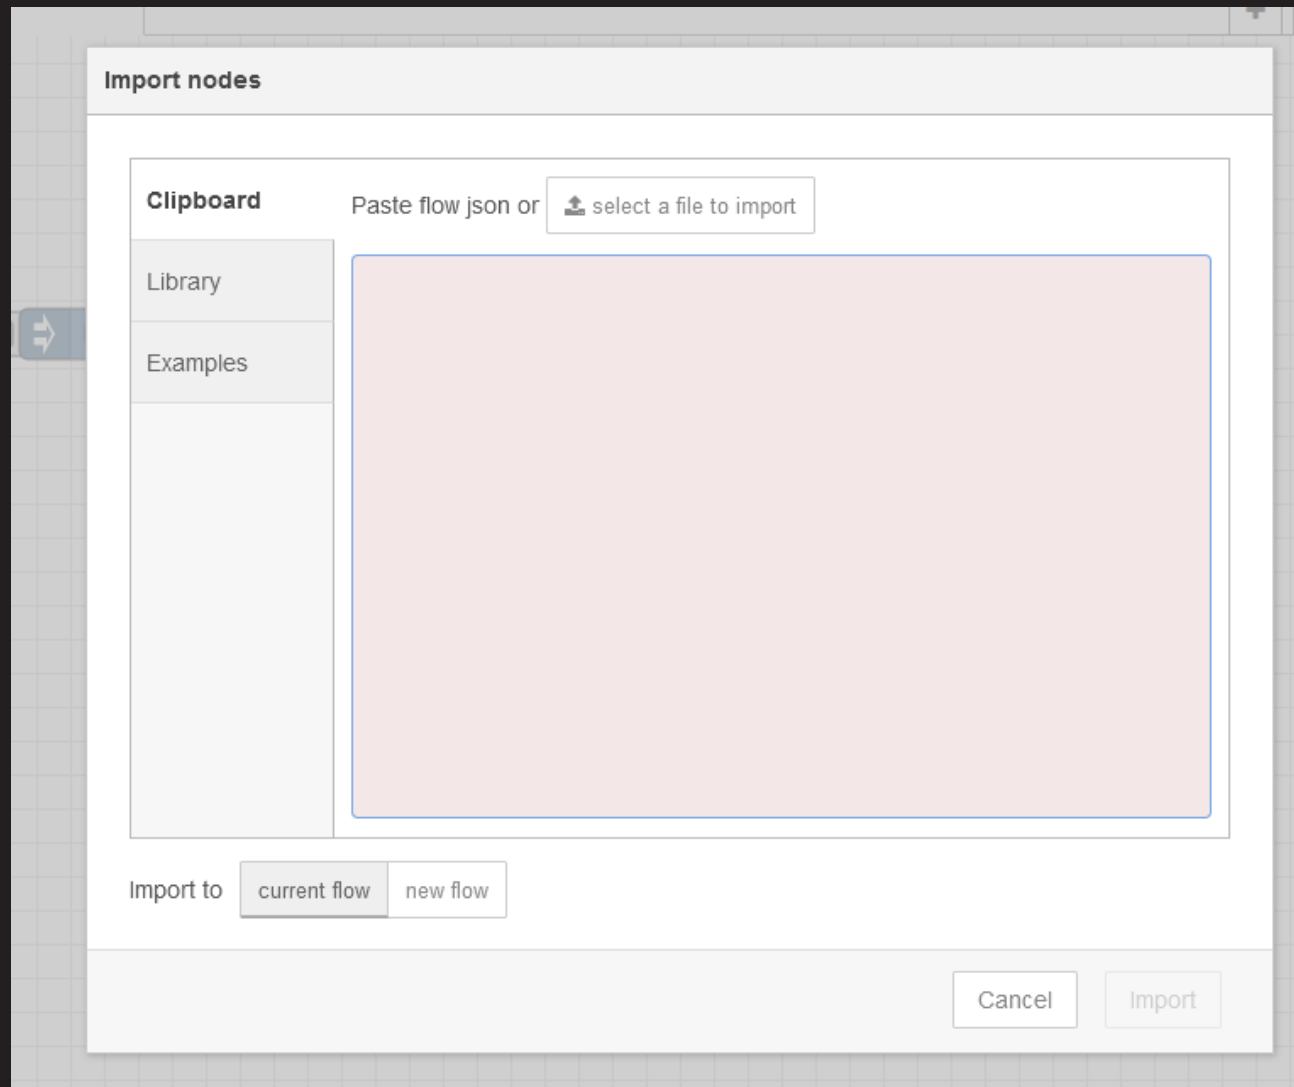 Import nodes
Clipboard
Paste flow json or select a file to import
Library
Examples
Import to current flow new flow
Cancel Import